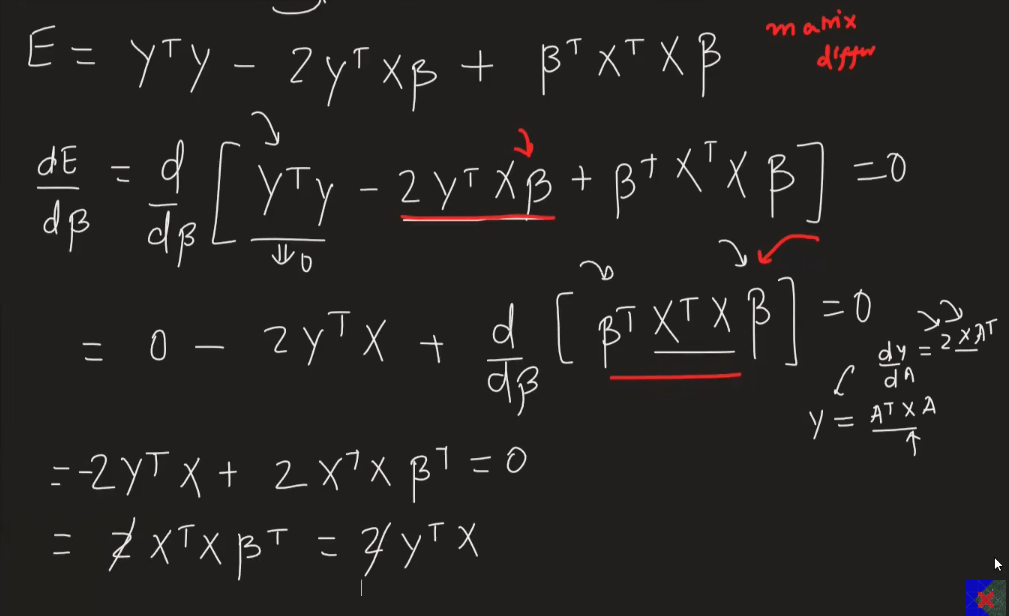 E = Yᵀy − 2yᵀXβ + βᵀXᵀXβ
matrix
dE/dβ = d/dβ [Yᵀy − 2YᵀXβ + βᵀXᵀXβ] = 0
⇓0
= 0 − 2YᵀX + d/dβ [βᵀXᵀXβ] = 0
dy/dA = 2XAᵀ
y = AᵀXA
= -2YᵀX + 2XᵀXβᵀ = 0
= 2XᵀXβᵀ = 2YᵀX